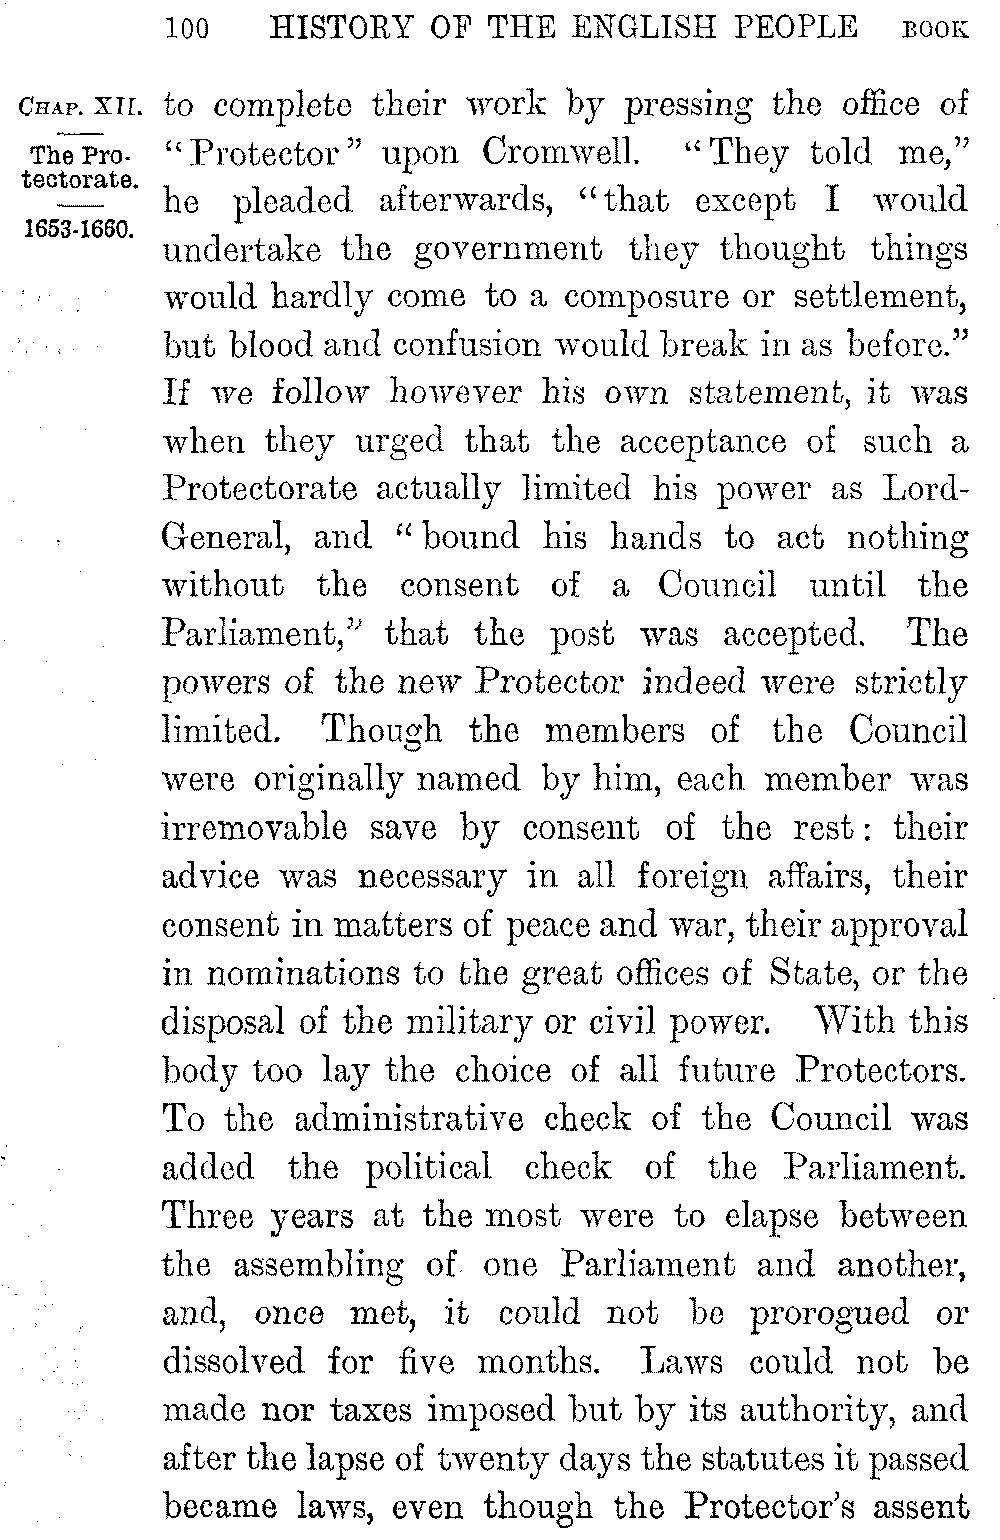 100 HISTORY OF THE ENGLISH PEOPLE BOOK
CHAP. XII.
The Pro-
tectorate.
1653-1660.
to complete their work by pressing the office of
“Protector” upon Cromwell. “They told me,”
he pleaded afterwards, “that except I would
undertake the government they thought things
would hardly come to a composure or settlement,
but blood and confusion would break in as before.”
If we follow however his own statement, it was
when they urged that the acceptance of such a
Protectorate actually limited his power as Lord-
General, and “bound his hands to act nothing
without the consent of a Council until the
Parliament,” that the post was accepted. The
powers of the new Protector indeed were strictly
limited. Though the members of the Council
were originally named by him, each member was
irremovable save by consent of the rest: their
advice was necessary in all foreign affairs, their
consent in matters of peace and war, their approval
in nominations to the great offices of State, or the
disposal of the military or civil power. With this
body too lay the choice of all future Protectors.
To the administrative check of the Council was
added the political check of the Parliament.
Three years at the most were to elapse between
the assembling of one Parliament and another,
and, once met, it could not be prorogued or
dissolved for five months. Laws could not be
made nor taxes imposed but by its authority, and
after the lapse of twenty days the statutes it passed
became laws, even though the Protector's assent